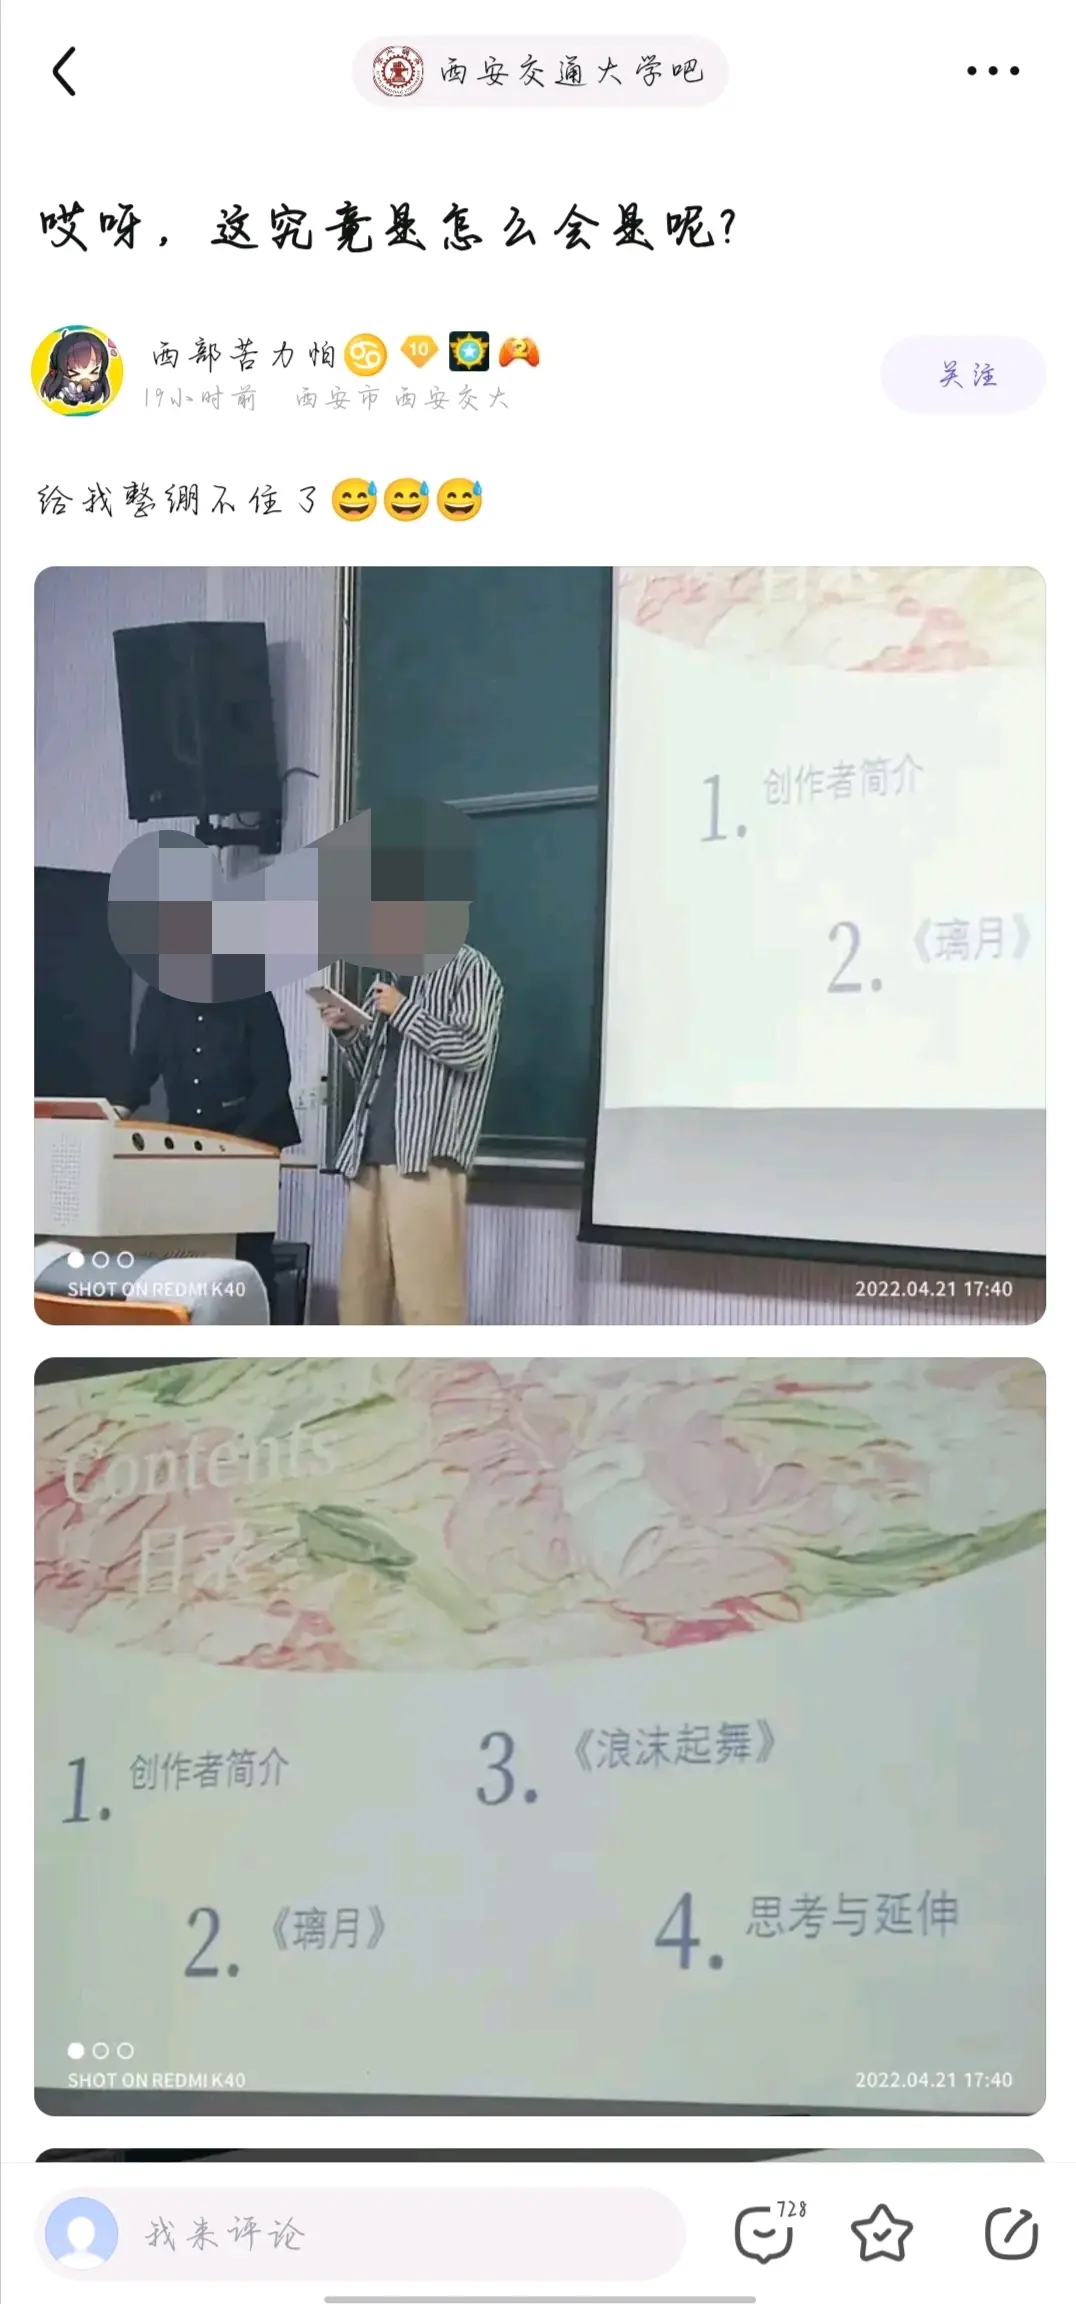 西安交通大学吧
哎呀，这究竟是怎么会是呢？
西部苦力怕
10
2
19小时前 西安市 西安交大
关注
给我整绷不住了😅😅😅
目录
1. 创作者简介
2. 《璃月》
SHOT ON REDMI K40
2022.04.21 17:40
Contents
目录
1. 创作者简介
3. 《浪沫起舞》
2. 《璃月》
4. 思考与延伸
SHOT ON REDMI K40
2022.04.21 17:40
我来评论
728